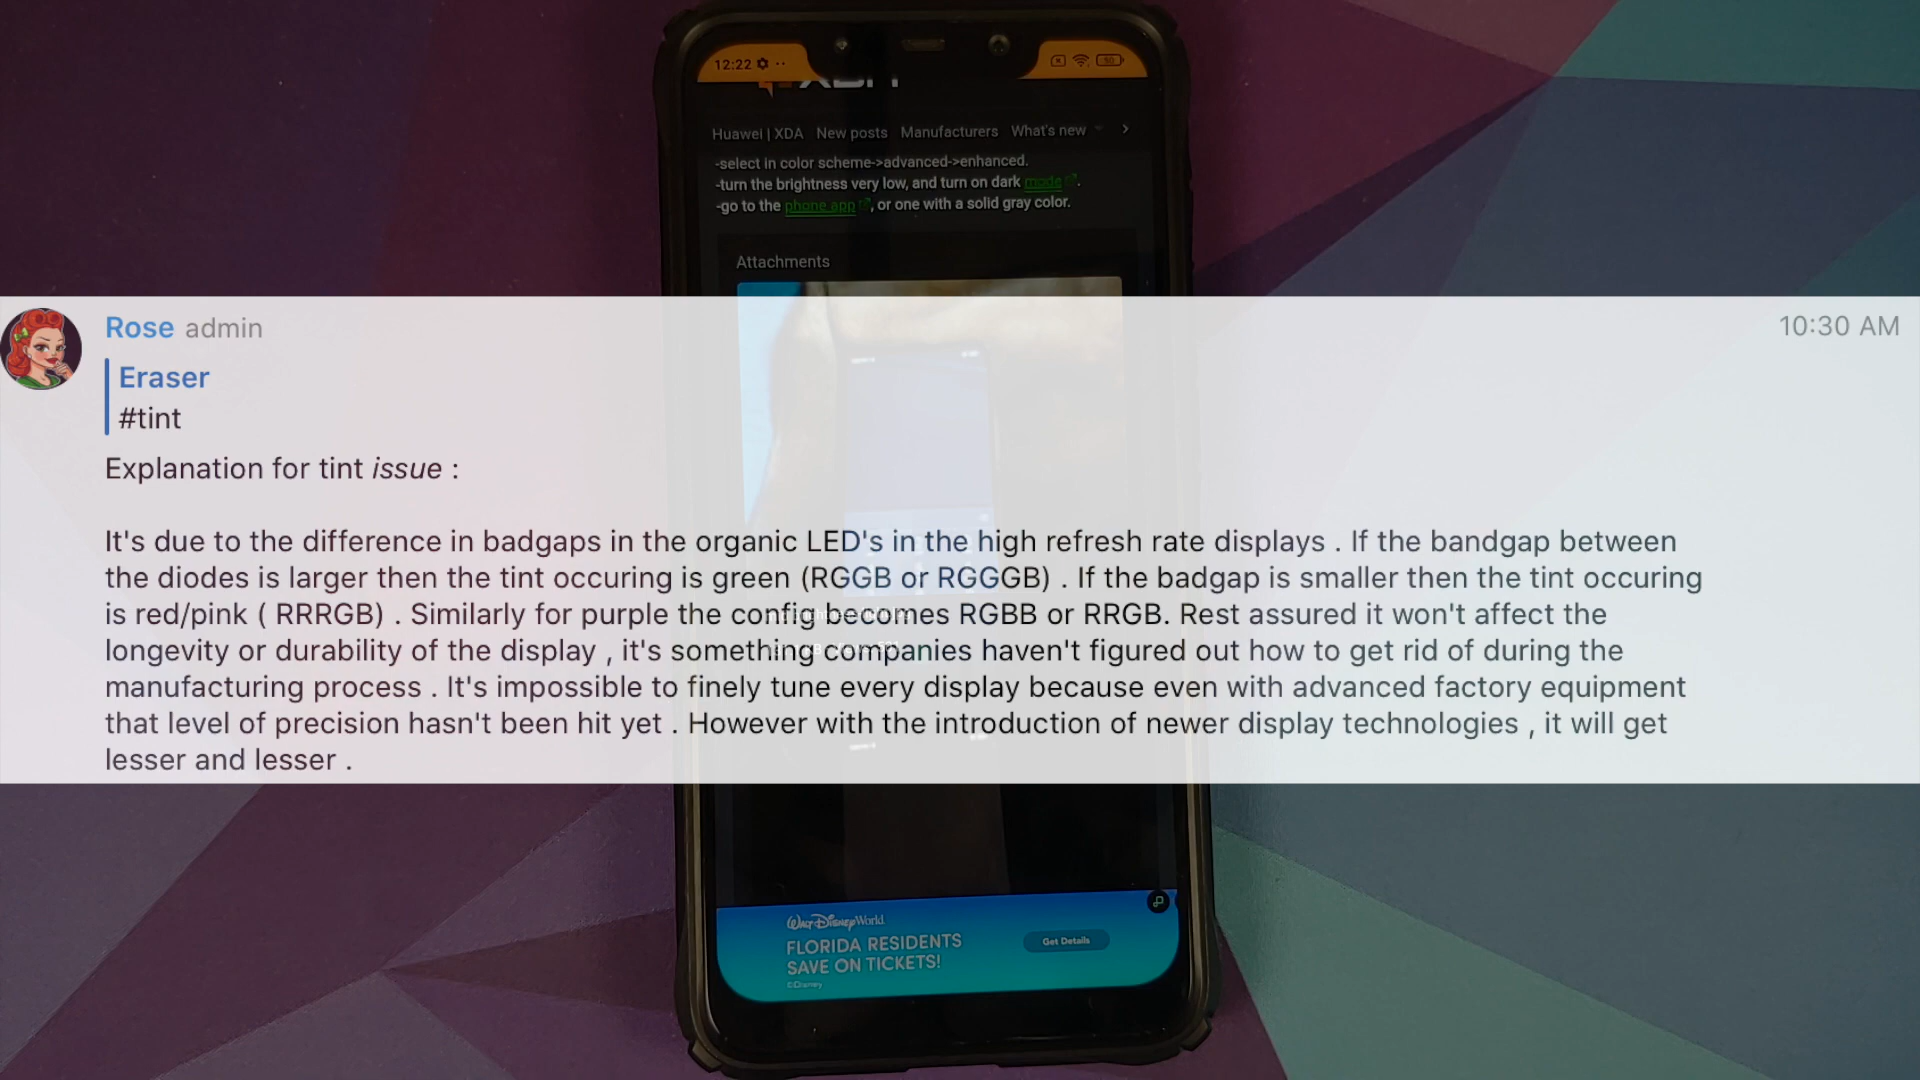 12:22
50
Huawei | XDA New posts Manufacturers What's new
-select in color scheme->advanced->enhanced.
-turn the brightness very low, and turn on dark mode.
-go to the phone app, or one with a solid gray color.
Attachments
Rose admin
10:30 AM
Eraser
#tint
Explanation for tint issue :
It's due to the difference in badgaps in the organic LED's in the high refresh rate displays . If the bandgap between
the diodes is larger then the tint occuring is green (RGGB or RGGGB) . If the badgap is smaller then the tint occuring
is red/pink ( RRRGB) . Similarly for purple the config becomes RGBB or RRGB. Rest assured it won't affect the
longevity or durability of the display , it's something companies haven't figured out how to get rid of during the
manufacturing process . It's impossible to finely tune every display because even with advanced factory equipment
that level of precision hasn't been hit yet . However with the introduction of newer display technologies , it will get
lesser and lesser .
Walt Disney World
FLORIDA RESIDENTS
SAVE ON TICKETS!
Get Details
©Disney